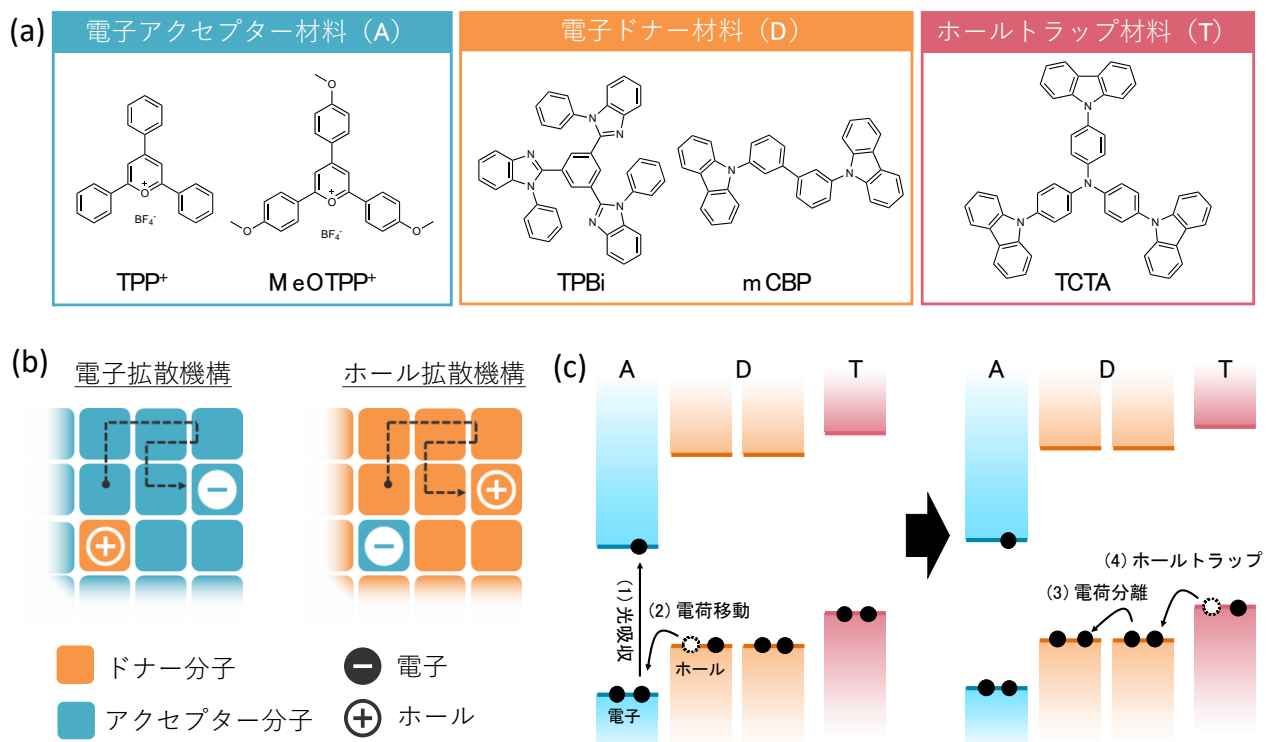 (a)
電子アクセプター材料（A）
電子ドナー材料（D）
ホールトラップ材料（T）
O
O
O
O
+
BF4-
BF4-
TPP+
MeOTPP+
N
N
N
N
N
N
N
N
TPBi
mCBP
N
N
N
N
TCTA
(b)
電子拡散機構
ホール拡散機構
ドナー分子
アクセプター分子
電子
ホール
(c)
A
D
T
A
D
T
(1) 光吸収
(2) 電荷移動
ホール
電子
(3) 電荷分離
(4) ホールトラップ